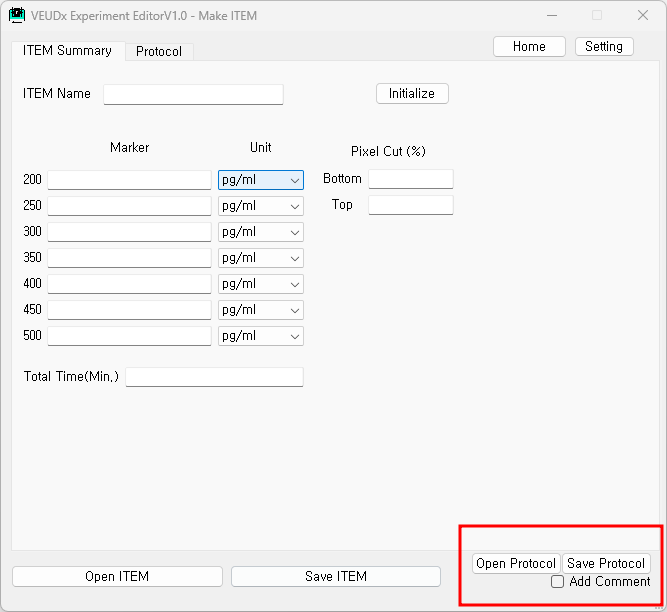 VEUDx Experiment EditorV1.0 - Make ITEM
ITEM Summary Protocol Home Setting
ITEM Name Initialize
Marker Unit Pixel Cut (%)
200 pg/ml Bottom
250 pg/ml Top
300 pg/ml
350 pg/ml
400 pg/ml
450 pg/ml
500 pg/ml
Total Time(Min.)
Open ITEM Save ITEM Open Protocol Save Protocol
Add Comment